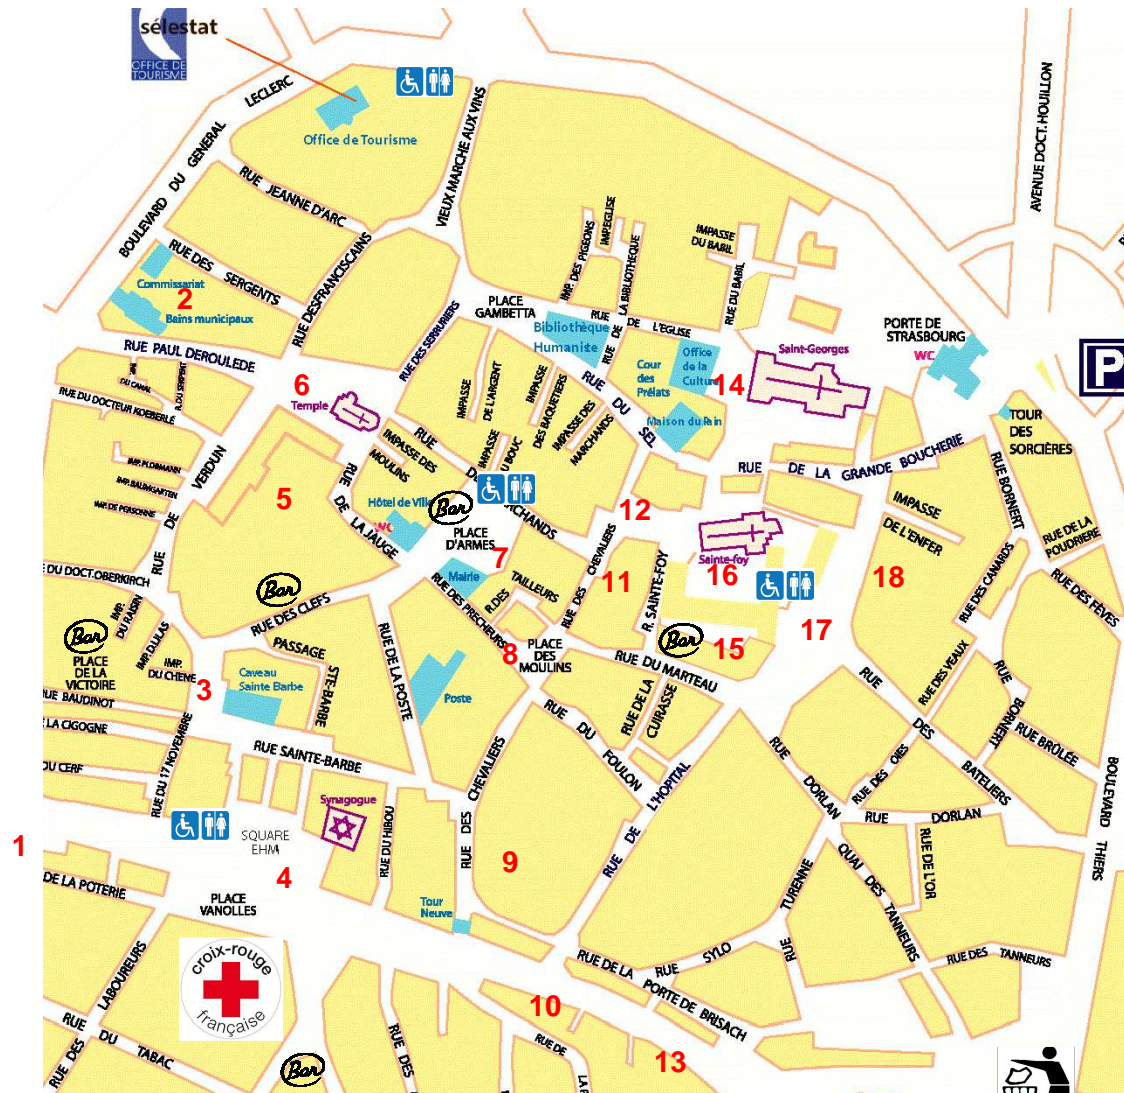 sélestat
OFFICE DE
TOURISME
Office de Tourisme
BOULEVARD DU GENERAL LECLERC
VIEUX MARCHE AUX VINS
AVENUE DOCT. HOUILLON
RUE JEANNE D'ARC
RUE DES SERGENTS
Commissariat
2
Bains municipaux
RUE DESFRANCISCAINS
RUE PAUL DEROULEDE
IMP. DES PIGEONS
IMP.EGLISE
RUE DE LA BIBLIOTHEQUE
IMPASSE
DU BABIL
RUE DU BABIL
PLACE
GAMBETTA
RUE DE L'EGLISE
Bibliothèque
Humaniste
RUE DES SERRURIERS
PORTE DE
STRASBOURG
WC
P
Saint-Georges
Office
de la
Culture
14
Cour
des
Prélats
Maison du Pain
RUE DU SEL
6
Temple
IMPASSE
DE L'ARGENT
IMPASSE
DES BAQUETIERS
IMPASSE DES
MARCHANDS
IMPASSE
DU CANAL
R.DU SERPENT
RUE DU DOCTEUR KOEBERLE
TOUR
DES
SORCIÈRES
RUE DE LA GRANDE BOUCHERIE
RUE BORNERT
IMPASSE DES
MOULINS
IMP.BAUMGARTEN
IMP.DE PERSONNE
RUE DE VERDUN
5
RUE DE LA JAUGE
Hôtel de Ville
WC
Bar
PLACE
D'ARMES
7
12
IMPASSE
DE L'ENFER
RUE DE LA
POUDRIERE
Sainte-foy
16
RUE DES FÈVES
RUE DU DOCT.OBERKIRCH
Bar
RUE DES CLEFS
Mairie
R.DES
TAILLEURS
RUE DES PRECHEURS
RUE DES CHEVALIERS
11
R. SAINTE-FOY
18
RUE DES CANARDS
IMP.
DU RAISIN
IMP.DULAS
IMP.
DU CHENE
Bar
PLACE
DE LA
VICTOIRE
PASSAGE
STE-BARBE
8
PLACE
DES
MOULINS
Bar
15
17
RUE DU MARTEAU
3
Caveau
Sainte Barbe
RUE DE LA POSTE
Poste
RUE DES VEAUX
RUE BORNERT
RUE BRÛLÉE
RUE BAUDINOT
LA CIGOGNE
DU CERF
RUE DU 17 NOVEMBRE
RUE SAINTE-BARBE
RUE DU FOULON
RUE DE LA
CUIRASSE
RUE DES BATELIERS
RUE DORLAN
RUE DES OIES
BOULEVARD THIERS
Synagogue
SQUARE
EHM
RUE DU HIBOU
RUE DES CHEVALIERS
RUE DE L'HOPITAL
RUE DORLAN
1
4
9
RUE DE L'OR
QUAI DES TANNEURS
RUE TURENNE
DE LA POTERIE
PLACE
VANOLLES
Tour
Neuve
RUE SYLO
RUE DES TANNEURS
RUE DES LABOUREURS
croix-rouge
française
RUE DE LA PORTE DE BRISACH
10
13
RUE DU TABAC
Bar
RUE DES
RUE DE